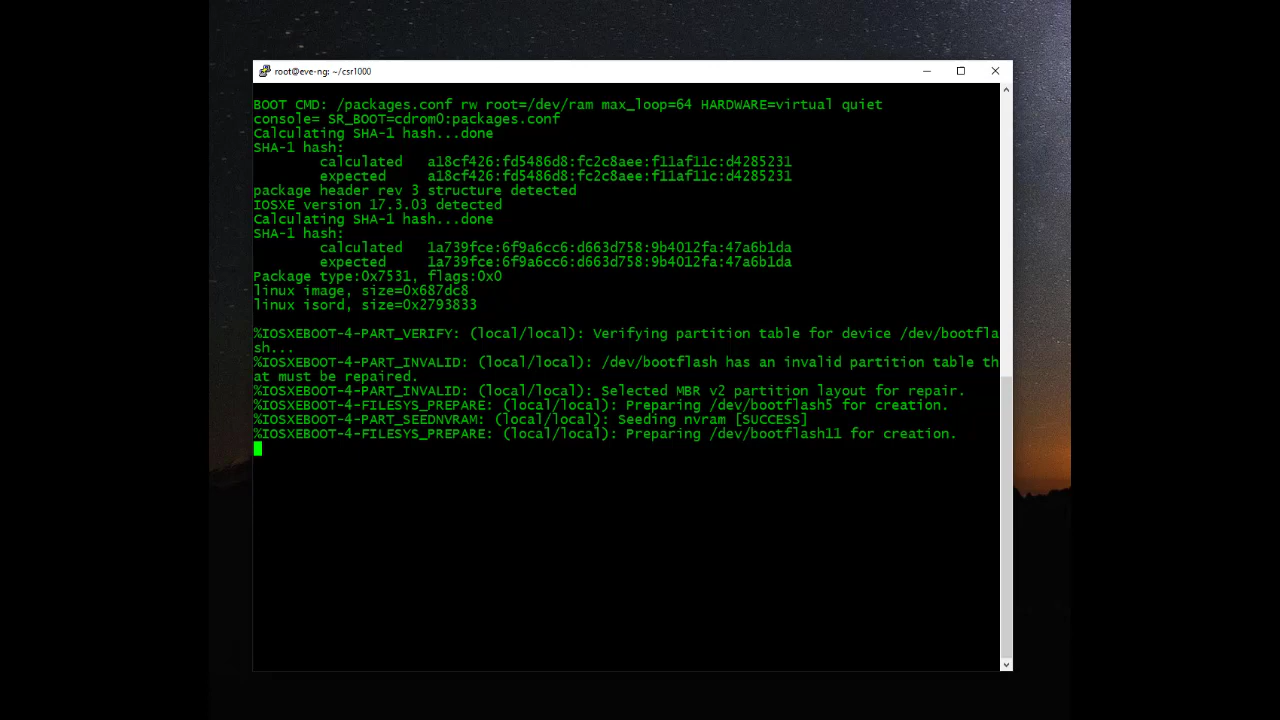 root@eve-ng: ~/csr1000
BOOT CMD: /packages.conf rw root=/dev/ram max_loop=64 HARDWARE=virtual quiet
console= SR_BOOT=cdrom0:packages.conf
Calculating SHA-1 hash...done
SHA-1 hash:
calculated a18cf426:fd5486d8:fc2c8aee:f11af11c:d4285231
expected a18cf426:fd5486d8:fc2c8aee:f11af11c:d4285231
package header rev 3 structure detected
IOSXE version 17.3.03 detected
Calculating SHA-1 hash...done
SHA-1 hash:
calculated 1a739fce:6f9a6cc6:d663d758:9b4012fa:47a6b1da
expected 1a739fce:6f9a6cc6:d663d758:9b4012fa:47a6b1da
Package type:0x7531, flags:0x0
linux image, size=0x687dc8
linux isord, size=0x2793833
%IOSXEBOOT-4-PART_VERIFY: (local/local): Verifying partition table for device /dev/bootfla
sh...
%IOSXEBOOT-4-PART_INVALID: (local/local): /dev/bootflash has an invalid partition table th
at must be repaired.
%IOSXEBOOT-4-PART_INVALID: (local/local): Selected MBR v2 partition layout for repair.
%IOSXEBOOT-4-FILESYS_PREPARE: (local/local): Preparing /dev/bootflash5 for creation.
%IOSXEBOOT-4-PART_SEEDNVRAM: (local/local): Seeding nvram [SUCCESS]
%IOSXEBOOT-4-FILESYS_PREPARE: (local/local): Preparing /dev/bootflash11 for creation.